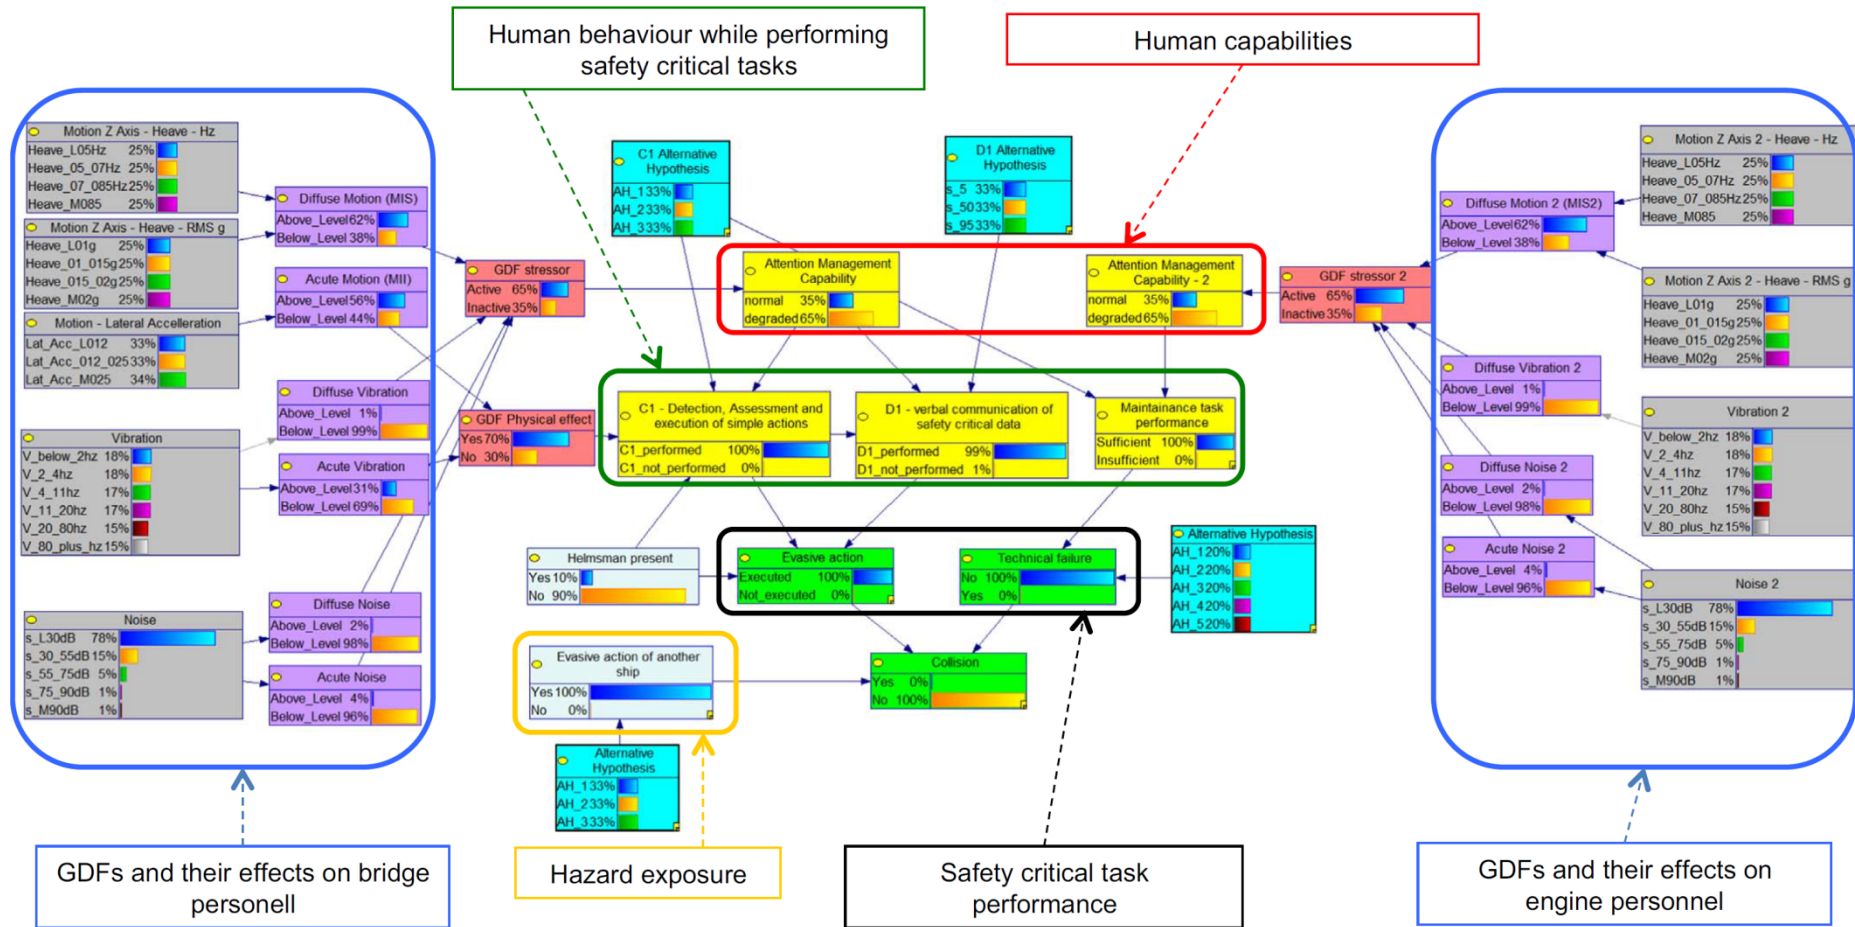 Human behaviour while performing
safety critical tasks
Human capabilities
Motion Z Axis - Heave - Hz
Heave_L05Hz 25%
Heave_05_07Hz 25%
Heave_07_085Hz 25%
Heave_M085 25%
Motion Z Axis - Heave - RMS g
Heave_L01g 25%
Heave_01_015g 25%
Heave_015_02g 25%
Heave_M02g 25%
Motion - Lateral Accelleration
Lat_Acc_L012 33%
Lat_Acc_012_025 33%
Lat_Acc_M025 34%
Vibration
V_below_2hz 18%
V_2_4hz 18%
V_4_11hz 17%
V_11_20hz 17%
V_20_80hz 15%
V_80_plus_hz 15%
Noise
s_L30dB 78%
s_30_55dB 15%
s_55_75dB 5%
s_75_90dB 1%
s_M90dB 1%
Diffuse Motion (MIS)
Above_Level 62%
Below_Level 38%
Acute Motion (MII)
Above_Level 56%
Below_Level 44%
Diffuse Vibration
Above_Level 1%
Below_Level 99%
Acute Vibration
Above_Level 31%
Below_Level 69%
Diffuse Noise
Above_Level 2%
Below_Level 98%
Acute Noise
Above_Level 4%
Below_Level 96%
GDF stressor
Active 65%
Inactive 35%
GDF Physical effect
Yes 70%
No 30%
C1 Alternative
Hypothesis
AH_1 33%
AH_2 33%
AH_3 33%
D1 Alternative
Hypothesis
s_5 33%
s_50 33%
s_95 33%
Attention Management
Capability
normal 35%
degraded 65%
Attention Management
Capability - 2
normal 35%
degraded 65%
C1 - Detection, Assessment and
execution of simple actions
C1_performed 100%
C1_not_performed 0%
D1 - verbal communication of
safety critical data
D1_performed 99%
D1_not_performed 1%
Maintainance task
performance
Sufficient 100%
Insufficient 0%
Helmsman present
Yes 10%
No 90%
Evasive action
Executed 100%
Not_executed 0%
Technical failure
No 100%
Yes 0%
Alternative Hypothesis
AH_1 20%
AH_2 20%
AH_3 20%
AH_4 20%
AH_5 20%
Evasive action of another
ship
Yes 100%
No 0%
Collision
Yes 0%
No 100%
Alternative
Hypothesis
AH_1 33%
AH_2 33%
AH_3 33%
GDF stressor 2
Active 65%
Inactive 35%
Diffuse Motion 2 (MIS2)
Above_Level 62%
Below_Level 38%
Diffuse Vibration 2
Above_Level 1%
Below_Level 99%
Diffuse Noise 2
Above_Level 2%
Below_Level 98%
Acute Noise 2
Above_Level 4%
Below_Level 96%
Motion Z Axis 2 - Heave - Hz
Heave_L05Hz 25%
Heave_05_07Hz 25%
Heave_07_085Hz 25%
Heave_M085 25%
Motion Z Axis 2 - Heave - RMS g
Heave_L01g 25%
Heave_01_015g 25%
Heave_015_02g 25%
Heave_M02g 25%
Vibration 2
V_below_2hz 18%
V_2_4hz 18%
V_4_11hz 17%
V_11_20hz 17%
V_20_80hz 15%
V_80_plus_hz 15%
Noise 2
s_L30dB 78%
s_30_55dB 15%
s_55_75dB 5%
s_75_90dB 1%
s_M90dB 1%
GDFs and their effects on bridge
personell
Hazard exposure
Safety critical task
performance
GDFs and their effects on
engine personnel